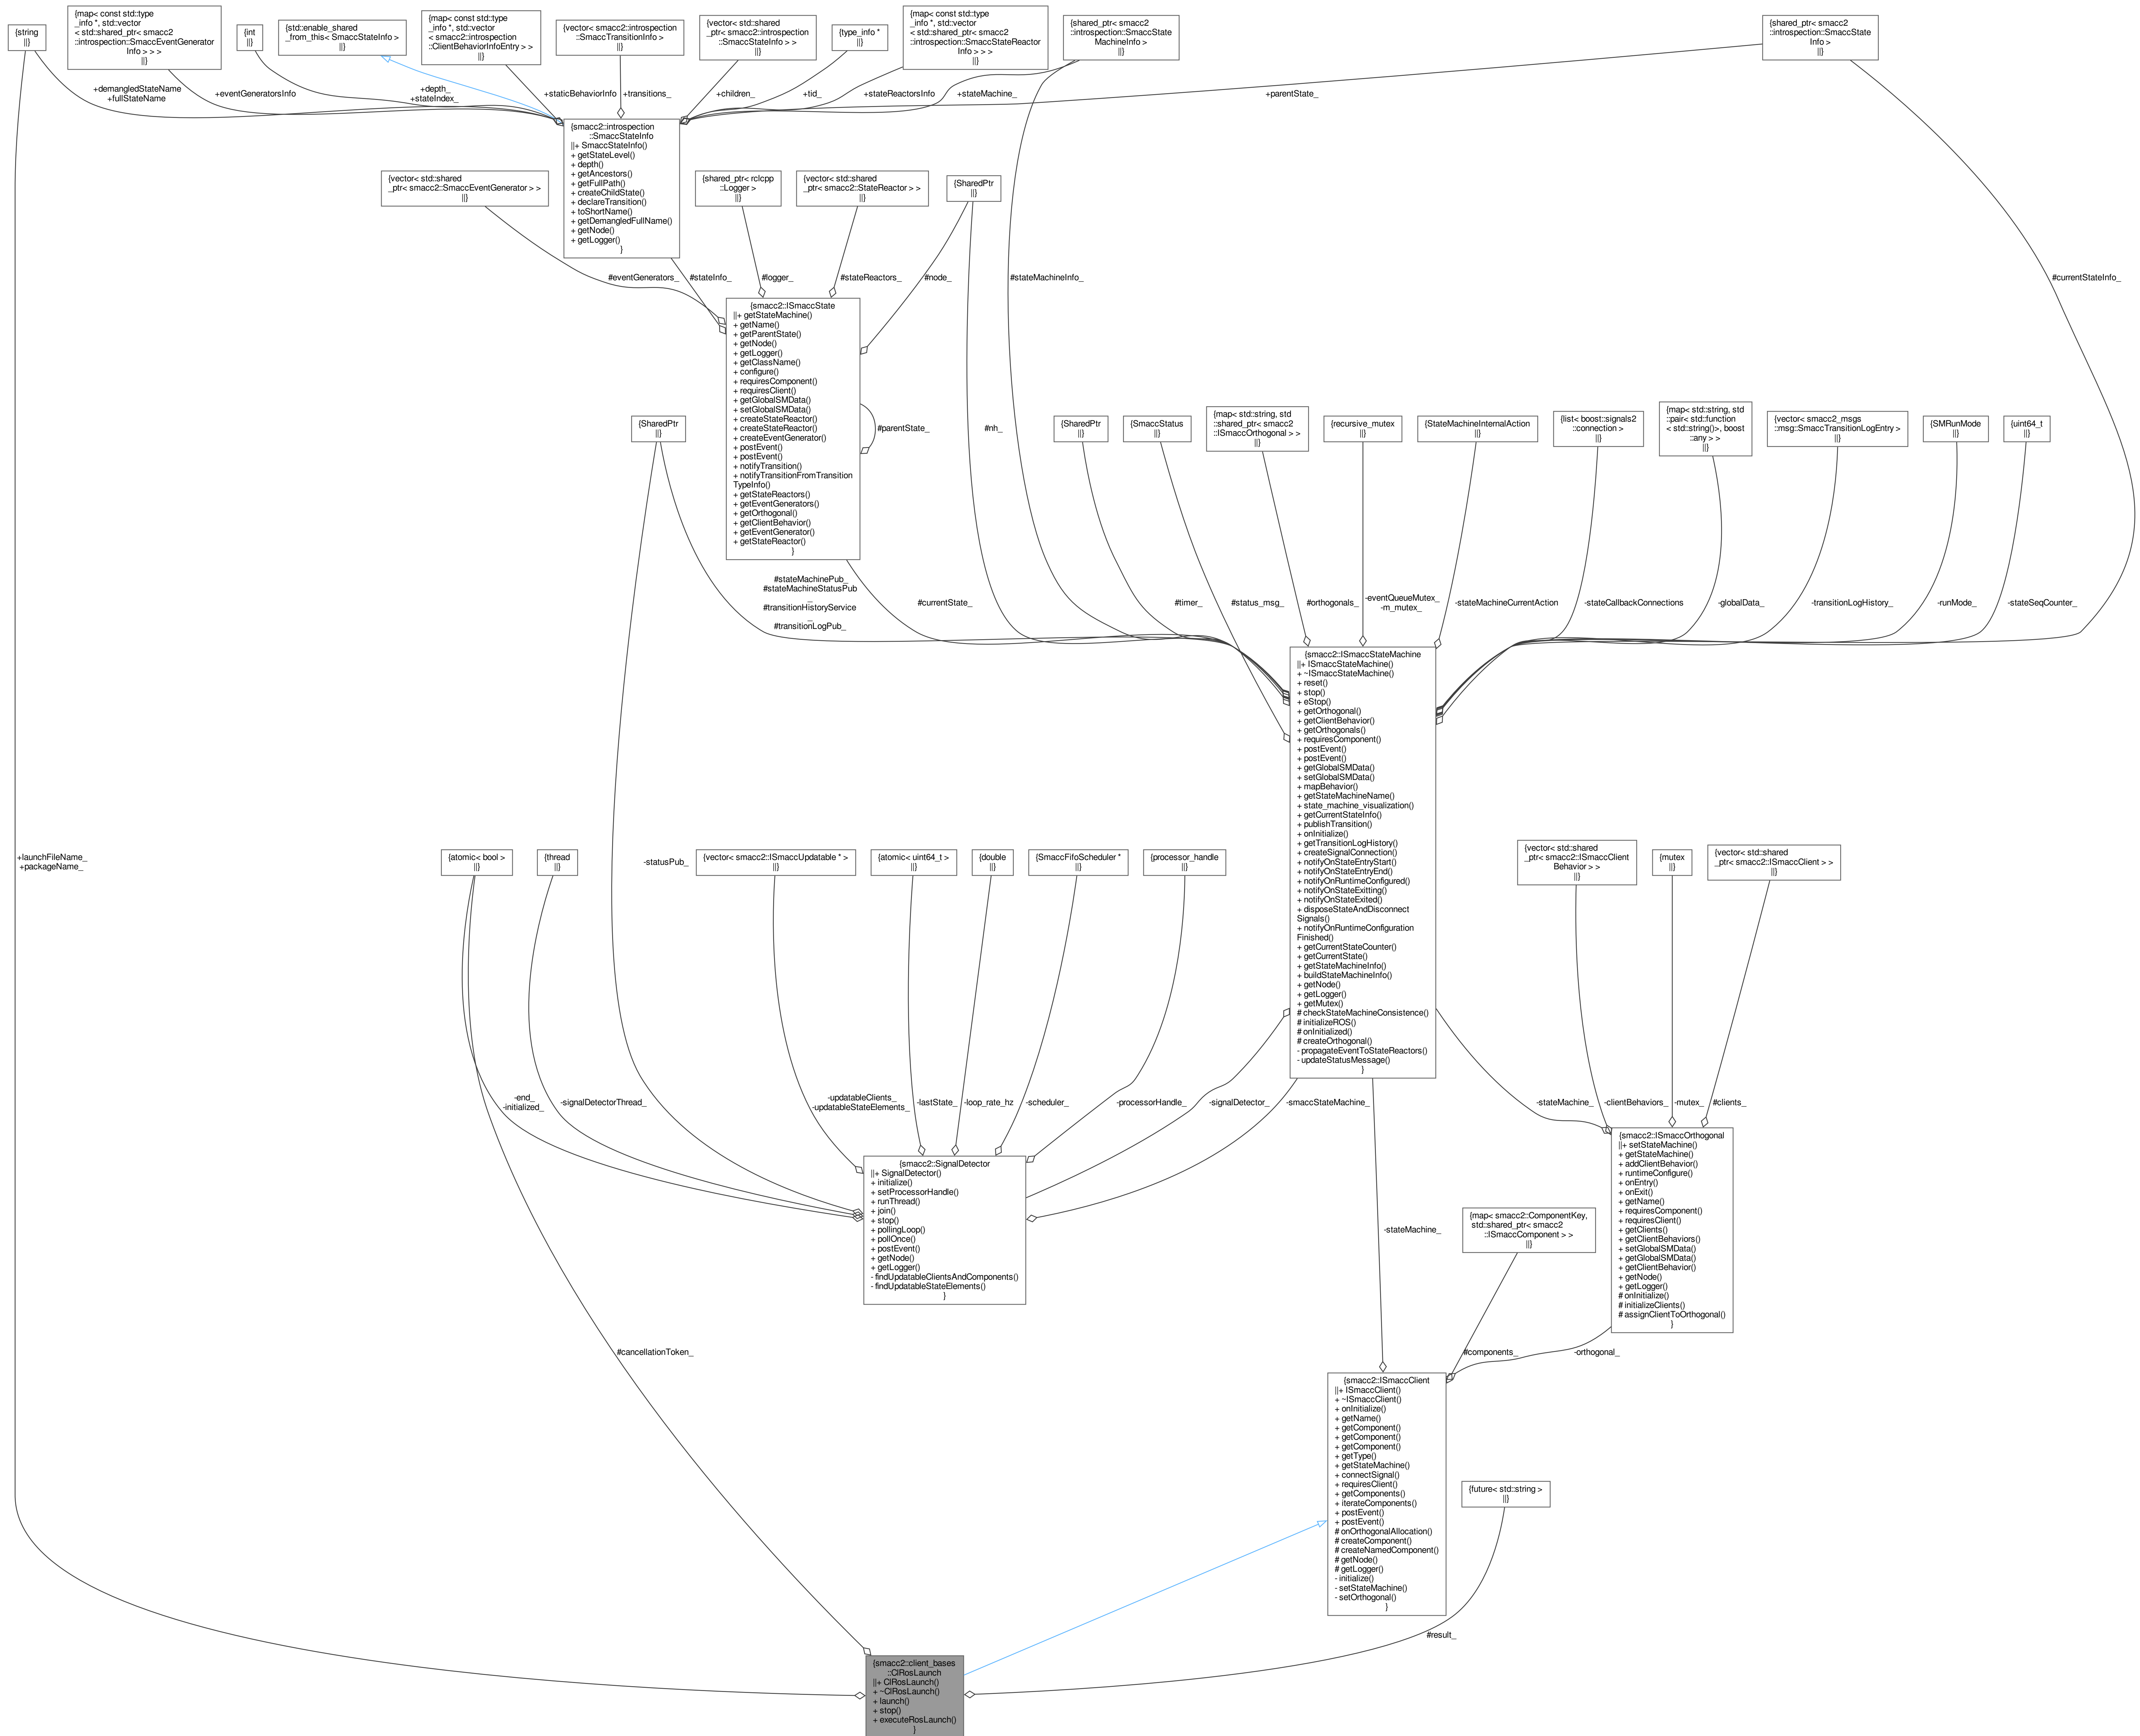 {string
||}
{map< const std::type
_info *, std::vector
< std::shared_ptr< smacc2
::introspection::SmaccEventGenerator
Info > > >
||}
{int
||}
{std::enable_shared
_from_this< SmaccStateInfo >
||}
{map< const std::type
_info *, std::vector
< smacc2::introspection
::ClientBehaviorInfoEntry > >
||}
{vector< smacc2::introspection
::SmaccTransitionInfo >
||}
{vector< std::shared
_ptr< smacc2::introspection
::SmaccStateInfo > >
||}
{type_info *
||}
{map< const std::type
_info *, std::vector
< std::shared_ptr< smacc2
::introspection::SmaccStateReactor
Info > > >
||}
{shared_ptr< smacc2
::introspection::SmaccState
MachineInfo >
||}
{shared_ptr< smacc2
::introspection::SmaccState
Info >
||}
+demangledStateName
+fullStateName
+eventGeneratorsInfo
+depth_
+stateIndex_
+staticBehaviorInfo
+transitions_
+children_
+tid_
+stateReactorsInfo
+stateMachine_
+parentState_
{smacc2::introspection
::SmaccStateInfo
||+ SmaccStateInfo()
+ getStateLevel()
+ depth()
+ getAncestors()
+ getFullPath()
+ createChildState()
+ declareTransition()
+ toShortName()
+ getDemangledFullName()
+ getNode()
+ getLogger()
}
{vector< std::shared
_ptr< smacc2::SmaccEventGenerator > >
||}
{shared_ptr< rclcpp
::Logger >
||}
{vector< std::shared
_ptr< smacc2::StateReactor > >
||}
{SharedPtr
||}
#eventGenerators_
#stateInfo_
#logger_
#stateReactors_
#node_
#stateMachineInfo_
#currentStateInfo_
{smacc2::ISmaccState
||+ getStateMachine()
+ getName()
+ getParentState()
+ getNode()
+ getLogger()
+ getClassName()
+ configure()
+ requiresComponent()
+ requiresClient()
+ getGlobalSMData()
+ setGlobalSMData()
+ createStateReactor()
+ createStateReactor()
+ createEventGenerator()
+ postEvent()
+ postEvent()
+ notifyTransition()
+ notifyTransitionFromTransition
TypeInfo()
+ getStateReactors()
+ getEventGenerators()
+ getOrthogonal()
+ getClientBehavior()
+ getEventGenerator()
+ getStateReactor()
}
#parentState_
#nh_
{SharedPtr
||}
{SharedPtr
||}
{SmaccStatus
||}
{map< std::string, std
::shared_ptr< smacc2
::ISmaccOrthogonal > >
||}
{recursive_mutex
||}
{StateMachineInternalAction
||}
{list< boost::signals2
::connection >
||}
{map< std::string, std
::pair< std::function
< std::string()>, boost
::any > >
||}
{vector< smacc2_msgs
::msg::SmaccTransitionLogEntry >
||}
{SMRunMode
||}
{uint64_t
||}
#stateMachinePub_
#stateMachineStatusPub
_
#transitionHistoryService
_
#transitionLogPub_
#currentState_
#timer_
#status_msg_
#orthogonals_
-eventQueueMutex_
-m_mutex_
-stateMachineCurrentAction
-stateCallbackConnections
-globalData_
-transitionLogHistory_
-runMode_
-stateSeqCounter_
{smacc2::ISmaccStateMachine
||+ ISmaccStateMachine()
+ ~ISmaccStateMachine()
+ reset()
+ stop()
+ eStop()
+ getOrthogonal()
+ getClientBehavior()
+ getOrthogonals()
+ requiresComponent()
+ postEvent()
+ postEvent()
+ getGlobalSMData()
+ setGlobalSMData()
+ mapBehavior()
+ getStateMachineName()
+ state_machine_visualization()
+ getCurrentStateInfo()
+ publishTransition()
+ onInitialize()
+ getTransitionLogHistory()
+ createSignalConnection()
+ notifyOnStateEntryStart()
+ notifyOnStateEntryEnd()
+ notifyOnRuntimeConfigured()
+ notifyOnStateExitting()
+ notifyOnStateExited()
+ disposeStateAndDisconnect
Signals()
+ notifyOnRuntimeConfiguration
Finished()
+ getCurrentStateCounter()
+ getCurrentState()
+ getStateMachineInfo()
+ buildStateMachineInfo()
+ getNode()
+ getLogger()
+ getMutex()
# checkStateMachineConsistence()
# initializeROS()
# onInitialized()
# createOrthogonal()
- propagateEventToStateReactors()
- updateStatusMessage()
}
+launchFileName_
+packageName_
{atomic< bool >
||}
{thread
||}
-statusPub_
{vector< smacc2::ISmaccUpdatable * >
||}
{atomic< uint64_t >
||}
{double
||}
{SmaccFifoScheduler *
||}
{processor_handle
||}
{vector< std::shared
_ptr< smacc2::ISmaccClient
Behavior > >
||}
{mutex
||}
{vector< std::shared
_ptr< smacc2::ISmaccClient > >
||}
-end_
-initialized_
-signalDetectorThread_
-updatableClients_
-updatableStateElements_
-lastState_
-loop_rate_hz
-scheduler_
-processorHandle_
-signalDetector_
-smaccStateMachine_
-stateMachine_
-clientBehaviors_
-mutex_
#clients_
{smacc2::SignalDetector
||+ SignalDetector()
+ initialize()
+ setProcessorHandle()
+ runThread()
+ join()
+ stop()
+ pollingLoop()
+ pollOnce()
+ postEvent()
+ getNode()
+ getLogger()
- findUpdatableClientsAndComponents()
- findUpdatableStateElements()
}
{smacc2::ISmaccOrthogonal
||+ setStateMachine()
+ getStateMachine()
+ addClientBehavior()
+ runtimeConfigure()
+ onEntry()
+ onExit()
+ getName()
+ requiresComponent()
+ requiresClient()
+ getClients()
+ getClientBehaviors()
+ setGlobalSMData()
+ getGlobalSMData()
+ getClientBehavior()
+ getNode()
+ getLogger()
# onInitialize()
# initializeClients()
# assignClientToOrthogonal()
}
-stateMachine_
{map< smacc2::ComponentKey,
std::shared_ptr< smacc2
::ISmaccComponent > >
||}
#cancellationToken_
#components_
-orthogonal_
{smacc2::ISmaccClient
||+ ISmaccClient()
+ ~ISmaccClient()
+ onInitialize()
+ getName()
+ getComponent()
+ getComponent()
+ getComponent()
+ getType()
+ getStateMachine()
+ connectSignal()
+ requiresClient()
+ getComponents()
+ iterateComponents()
+ postEvent()
+ postEvent()
# onOrthogonalAllocation()
# createComponent()
# createNamedComponent()
# getNode()
# getLogger()
- initialize()
- setStateMachine()
- setOrthogonal()
}
{future< std::string >
||}
#result_
{smacc2::client_bases
::ClRosLaunch
||+ ClRosLaunch()
+ ~ClRosLaunch()
+ launch()
+ stop()
+ executeRosLaunch()
}